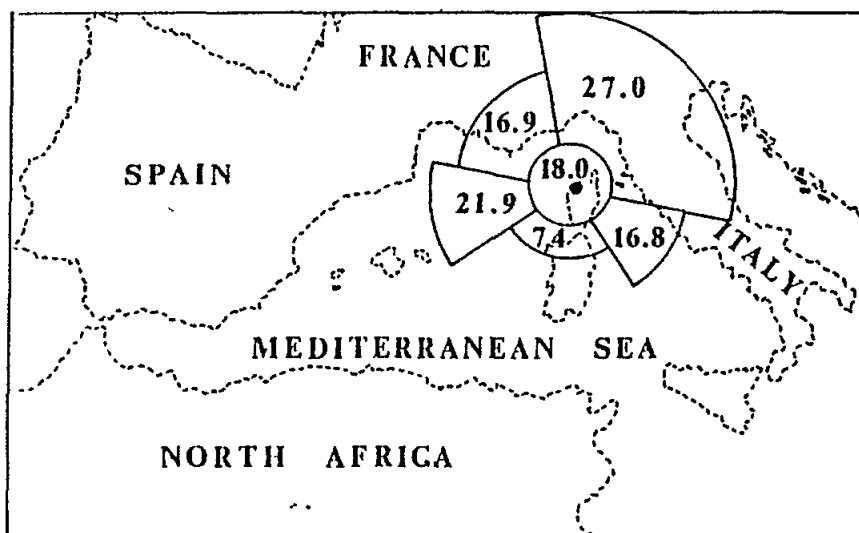 FRANCE
27.0
16.9
18.0
SPAIN
21.9
7.4
16.8
ITALY
MEDITERRANEAN SEA
NORTH AFRICA